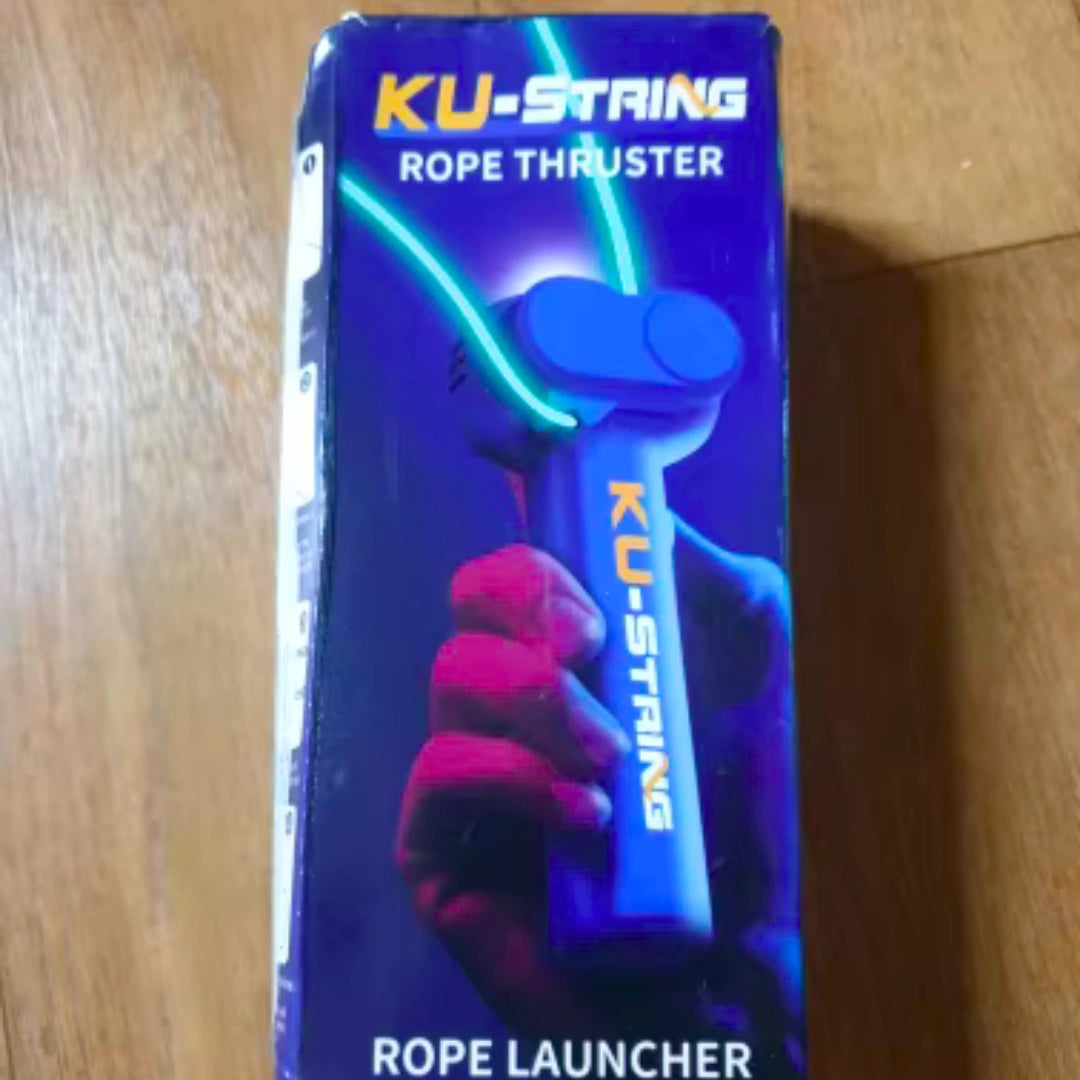 KU-STRING
ROPE THRUSTER
KU-STRING
ROPE LAUNCHER